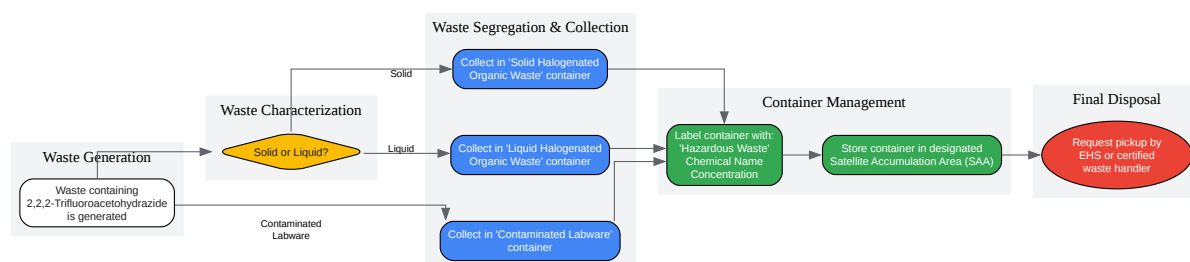 Waste Generation
Waste containing
2,2,2-Trifluoroacetohydrazide
is generated
Waste Characterization
Solid or Liquid?
Solid
Liquid
Contaminated
Labware
Waste Segregation & Collection
Collect in 'Solid Halogenated
Organic Waste' container
Collect in 'Liquid Halogenated
Organic Waste' container
Collect in 'Contaminated Labware'
container
Container Management
Label container with:
'Hazardous Waste'
Chemical Name
Concentration
Store container in designated
Satellite Accumulation Area (SAA)
Final Disposal
Request pickup by
EHS or certified
waste handler